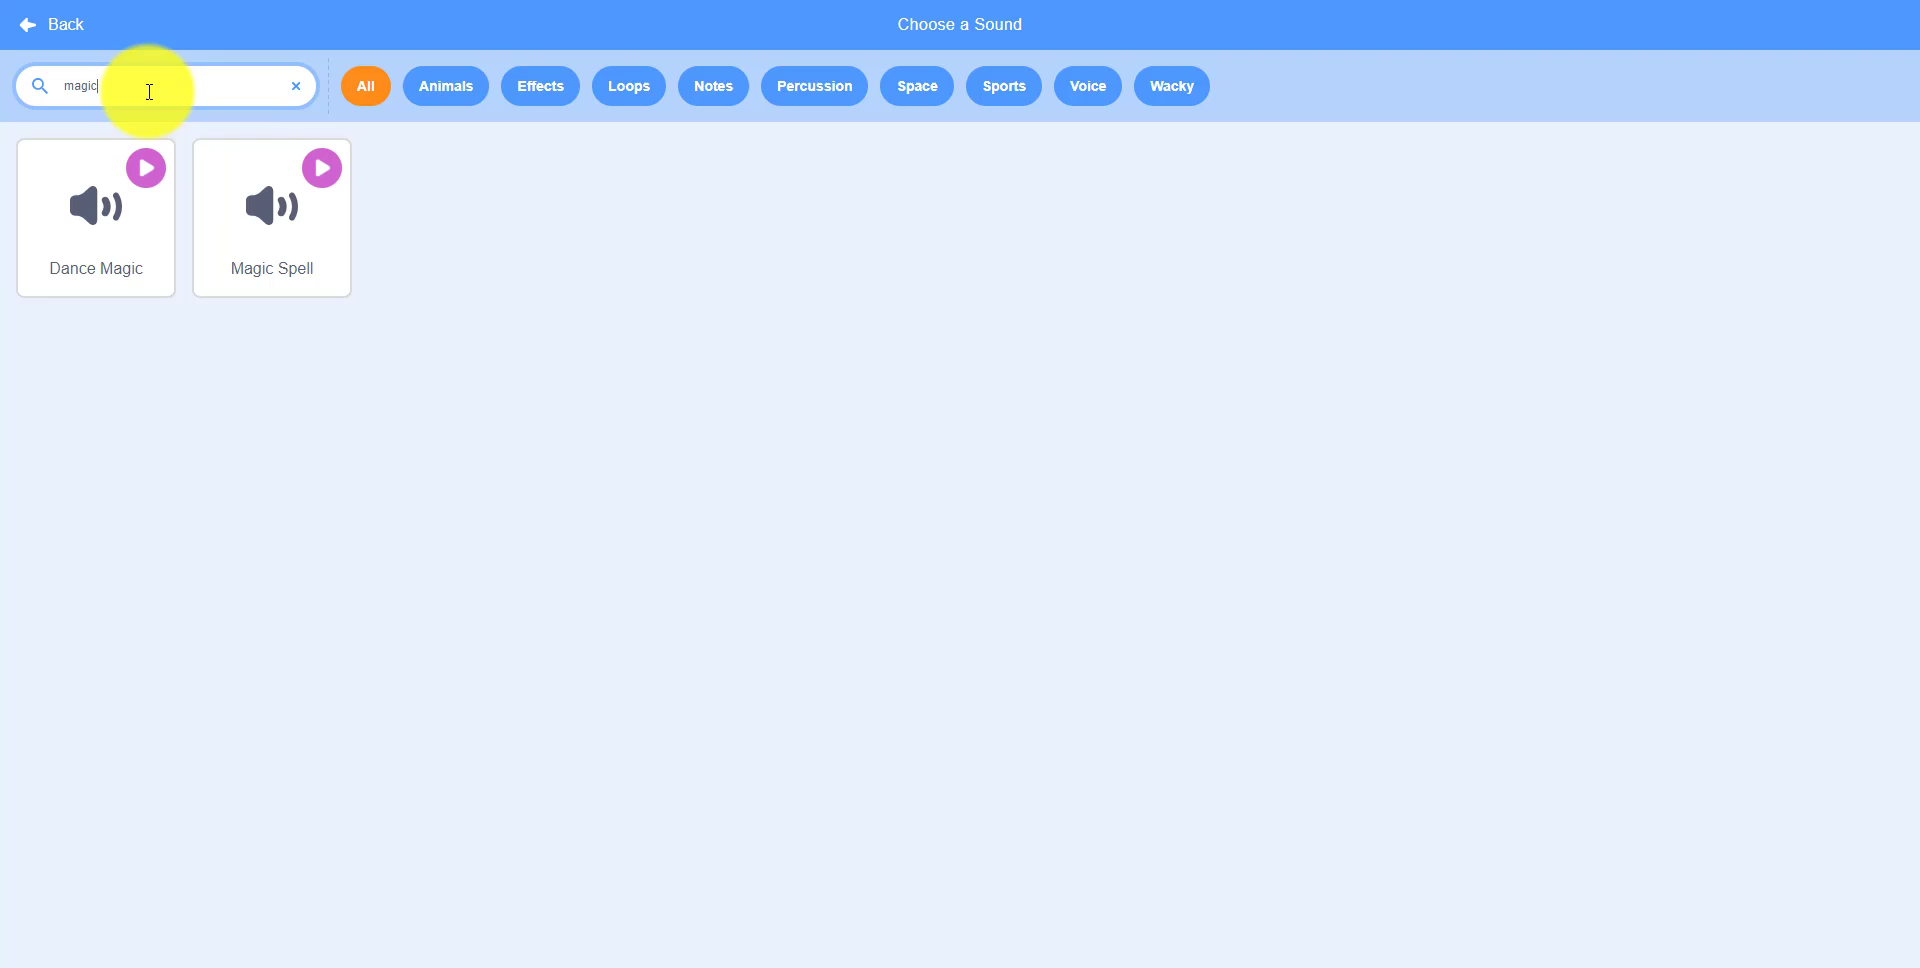 Back
Choose a Sound
magic
All
Animals
Effects
Loops
Notes
Percussion
Space
Sports
Voice
Wacky
Dance Magic
Magic Spell